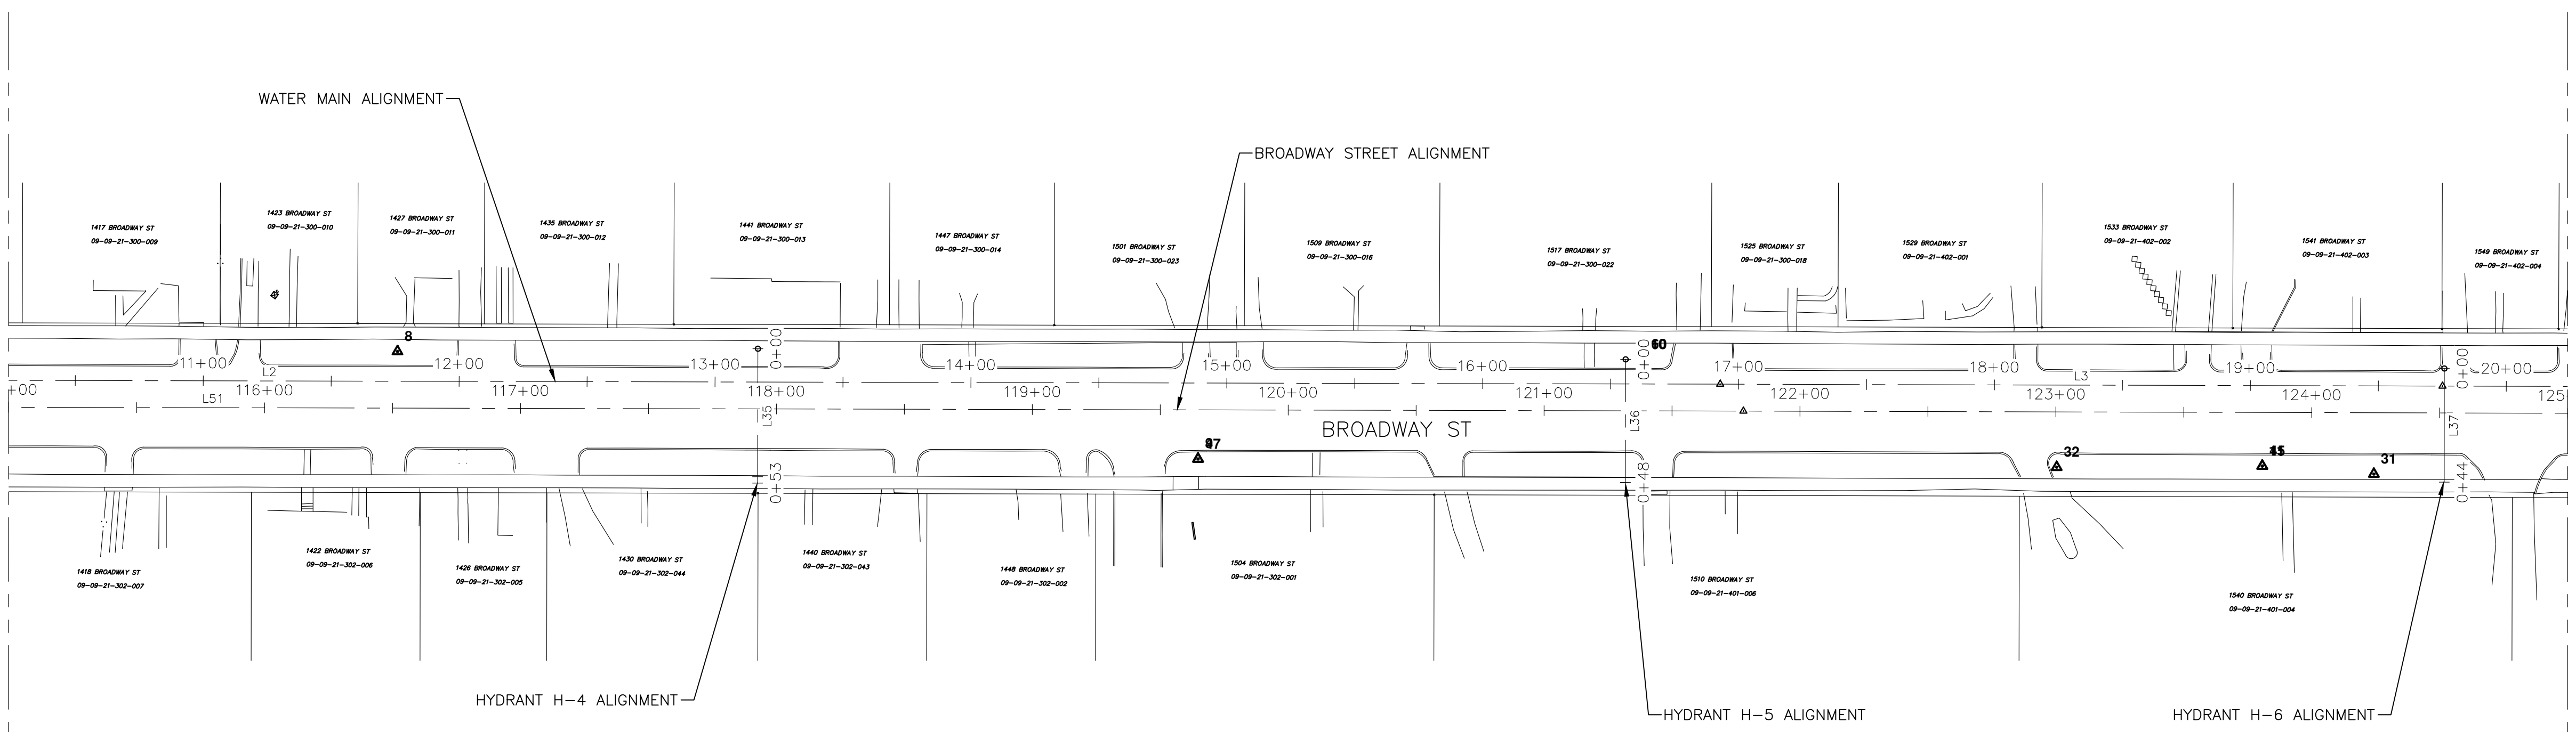 WATER MAIN ALIGNMENT
BROADWAY STREET ALIGNMENT
1417 BROADWAY ST
09-09-21-300-009
1423 BROADWAY ST
09-09-21-300-010
1427 BROADWAY ST
09-09-21-300-011
1435 BROADWAY ST
09-09-21-300-012
1441 BROADWAY ST
09-09-21-300-013
1447 BROADWAY ST
09-09-21-300-014
1501 BROADWAY ST
09-09-21-300-023
1509 BROADWAY ST
09-09-21-300-016
1517 BROADWAY ST
09-09-21-300-022
1525 BROADWAY ST
09-09-21-300-018
1529 BROADWAY ST
09-09-21-402-001
1533 BROADWAY ST
09-09-21-402-002
1541 BROADWAY ST
09-09-21-402-003
1549 BROADWAY ST
09-09-21-402-004
8
0+00
0+00
0+00
11+00
12+00
13+00
14+00
15+00
16+00
17+00
18+00
19+00
20+00
L2
L3
+00
116+00
117+00
118+00
119+00
120+00
121+00
122+00
123+00
124+00
125
L51
L35
L36
L37
BROADWAY ST
32
31
0+53
0+48
0+44
1418 BROADWAY ST
09-09-21-302-007
1422 BROADWAY ST
09-09-21-302-006
1426 BROADWAY ST
09-09-21-302-005
1430 BROADWAY ST
09-09-21-302-044
1440 BROADWAY ST
09-09-21-302-043
1448 BROADWAY ST
09-09-21-302-002
1504 BROADWAY ST
09-09-21-302-001
1510 BROADWAY ST
09-09-21-401-006
1540 BROADWAY ST
09-09-21-401-004
HYDRANT H-4 ALIGNMENT
HYDRANT H-5 ALIGNMENT
HYDRANT H-6 ALIGNMENT